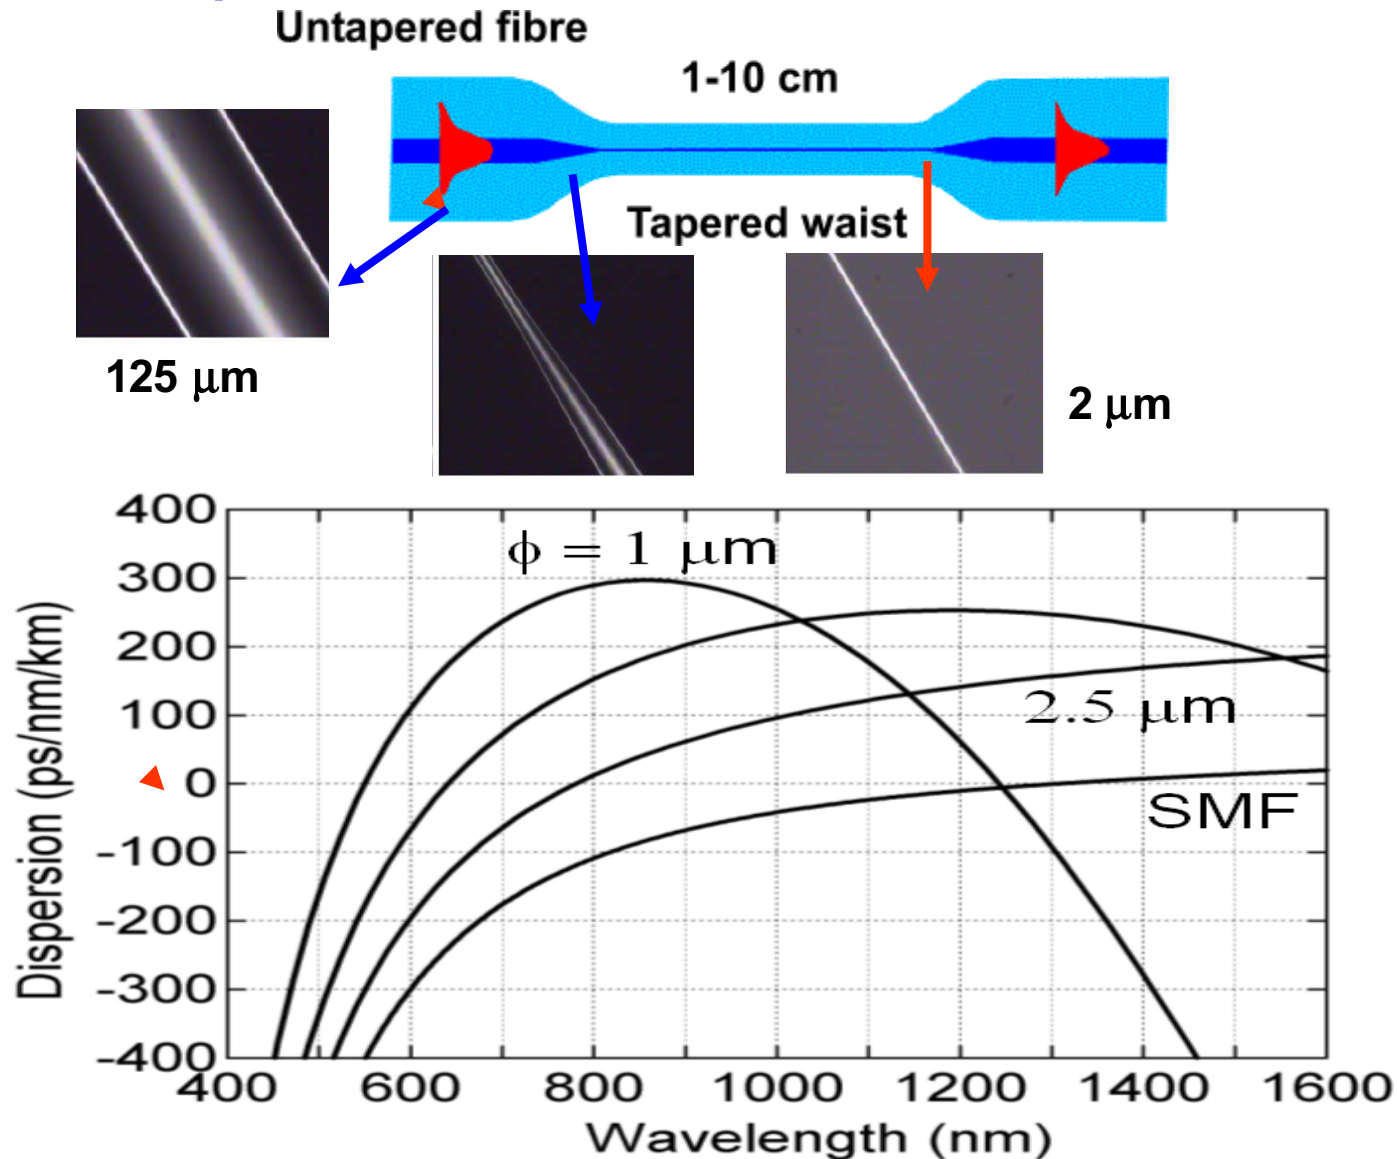 Untapered fibre
1-10 cm
Tapered waist
125 μm
2 μm
400
300
200
100
0
-100
-200
-300
-400
Dispersion (ps/nm/km)
ϕ = 1 μm
2.5 μm
SMF
400 600 800 1000 1200 1400 1600
Wavelength (nm)